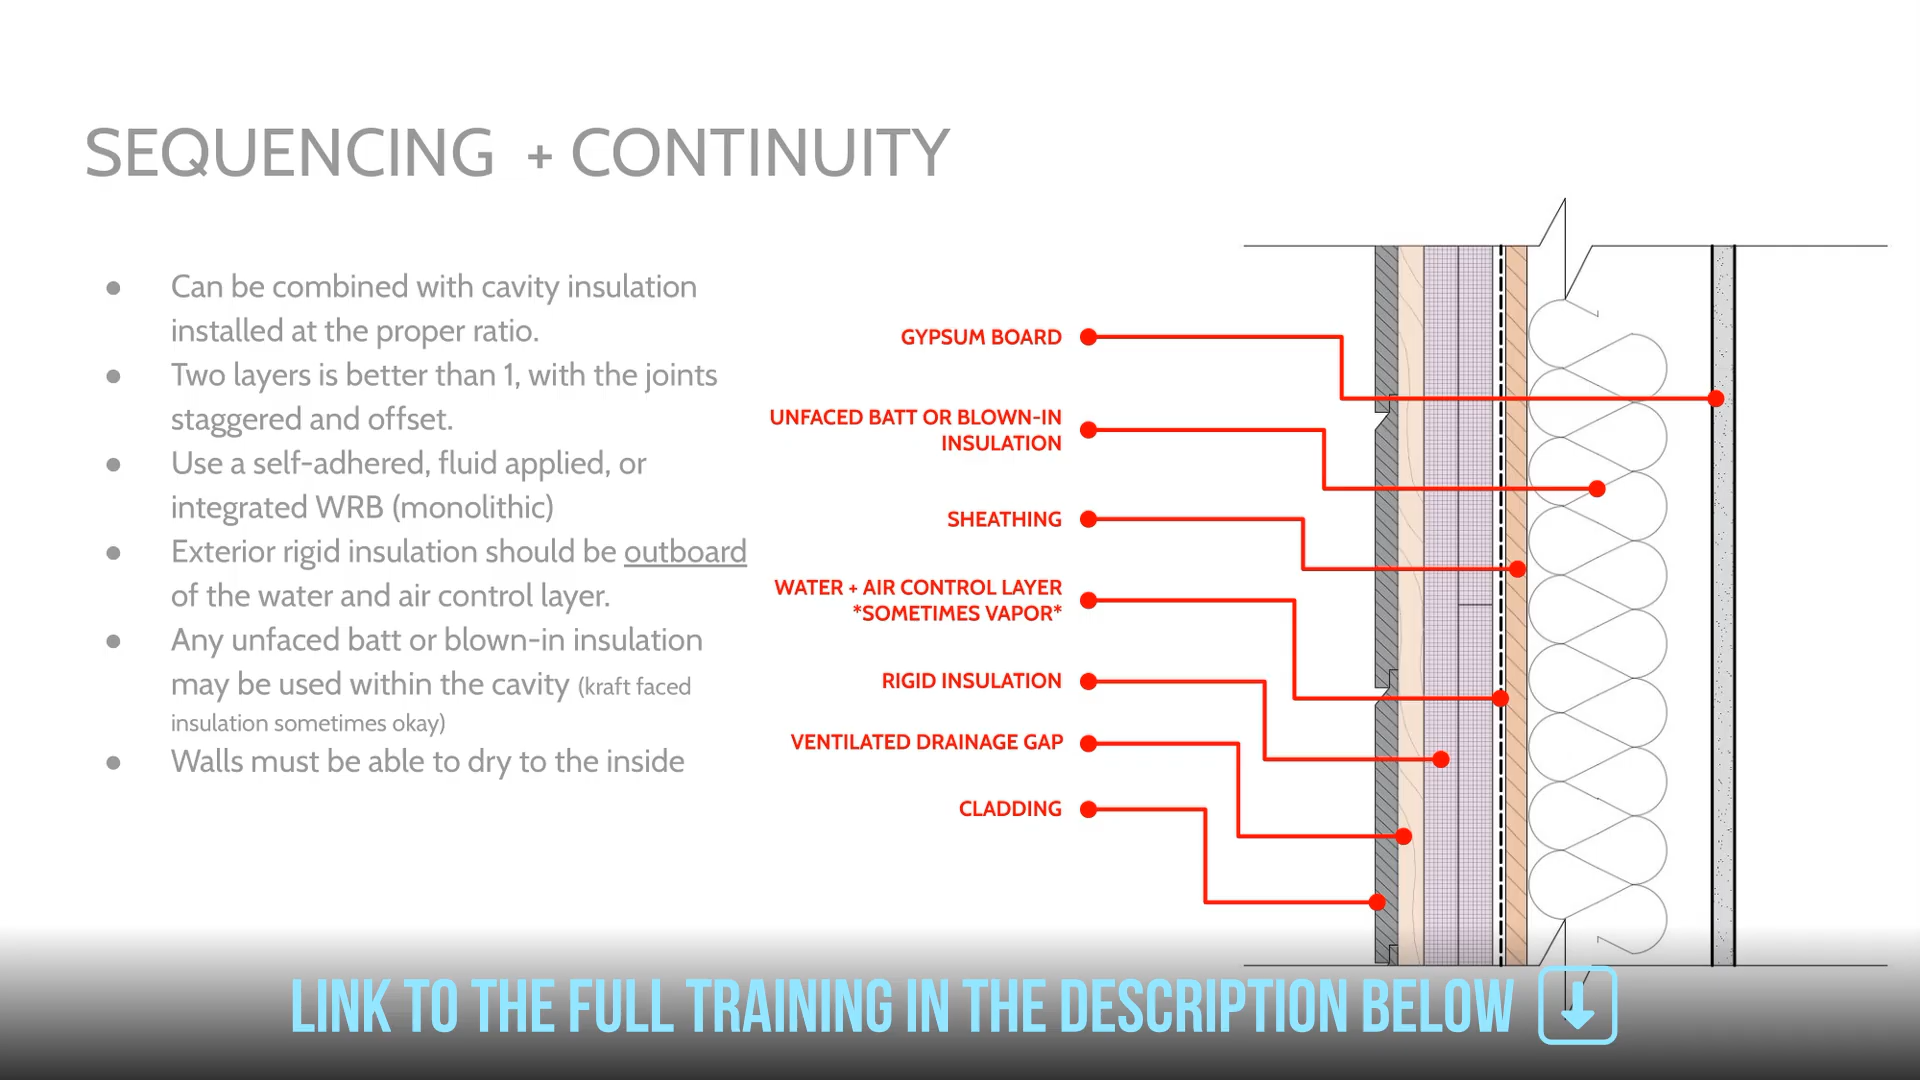 SEQUENCING + CONTINUITY
● Can be combined with cavity insulation
installed at the proper ratio.
● Two layers is better than 1, with the joints
staggered and offset.
● Use a self-adhered, fluid applied, or
integrated WRB (monolithic)
● Exterior rigid insulation should be outboard
of the water and air control layer.
● Any unfaced batt or blown-in insulation
may be used within the cavity (kraft faced
insulation sometimes okay)
● Walls must be able to dry to the inside
GYPSUM BOARD
UNFACED BATT OR BLOWN-IN
INSULATION
SHEATHING
WATER + AIR CONTROL LAYER
*SOMETIMES VAPOR*
RIGID INSULATION
VENTILATED DRAINAGE GAP
CLADDING
LINK TO THE FULL TRAINING IN THE DESCRIPTION BELOW